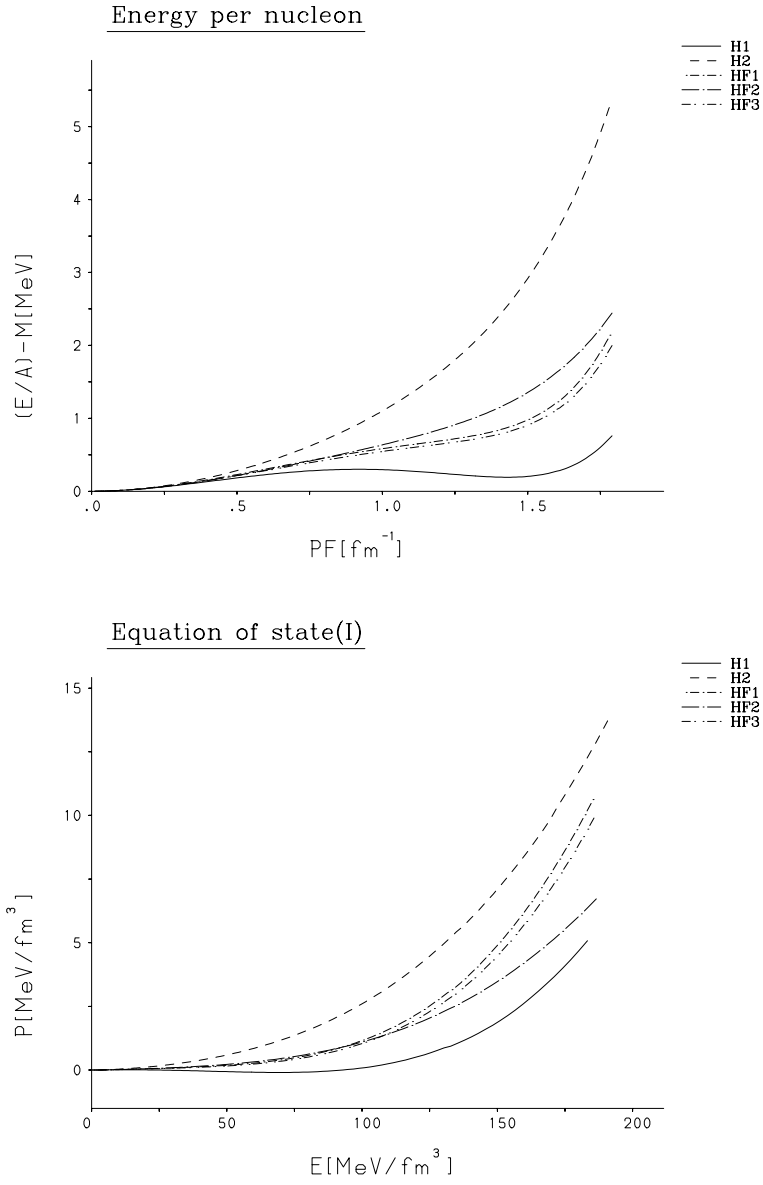 Energy per nucleon
H1
H2
HF1
HF2
HF3
5
4
3
2
1
0
(E/A)-M[MeV]
.0 .5 1.0 1.5
PF[fm⁻¹]
Equation of state(I)
H1
H2
HF1
HF2
HF3
15
10
5
0
P[MeV/fm³]
0 50 100 150 200
E[MeV/fm³]